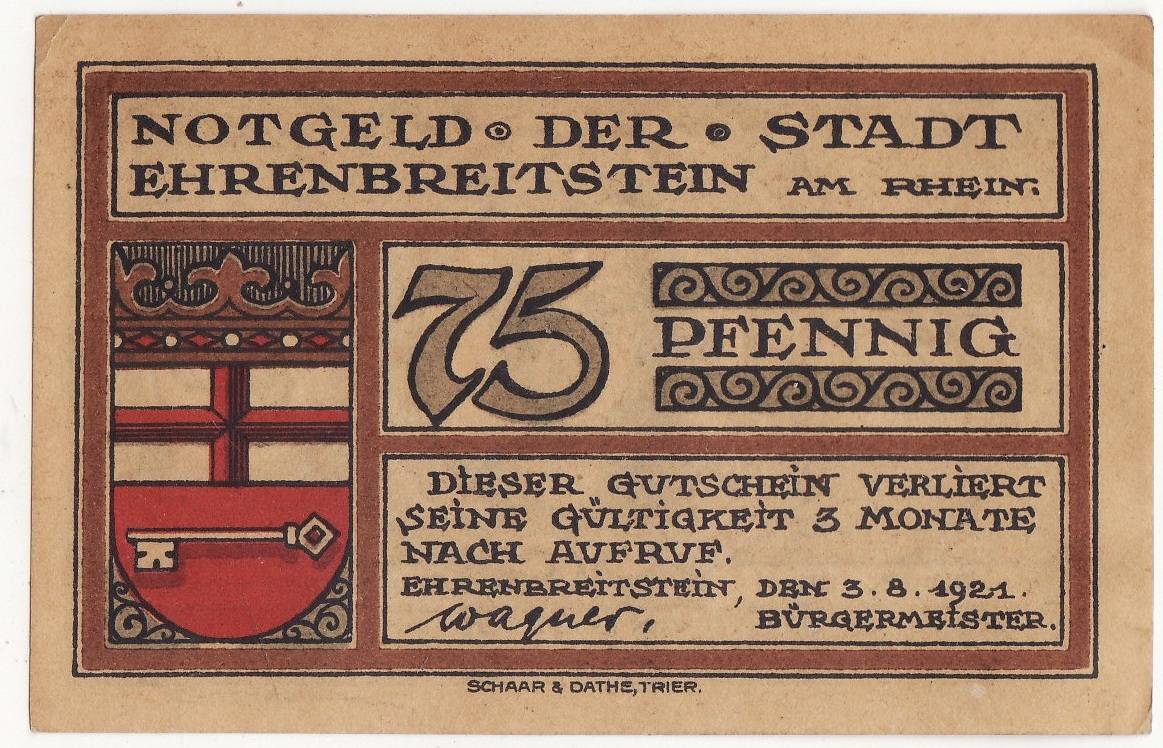 NOTGELD • DER • STADT
EHRENBREITSTEIN AM RHEIN:
75 PFENNIG
DIESER GUTSCHEIN VERLIERT
SEINE GÜLTIGKEIT 3 MONATE
NACH AUFRUF.
EHRENBREITSTEIN, DEN 3.8.1921.
Wagner. BÜRGERMEISTER.
SCHAAR & DATHE, TRIER.